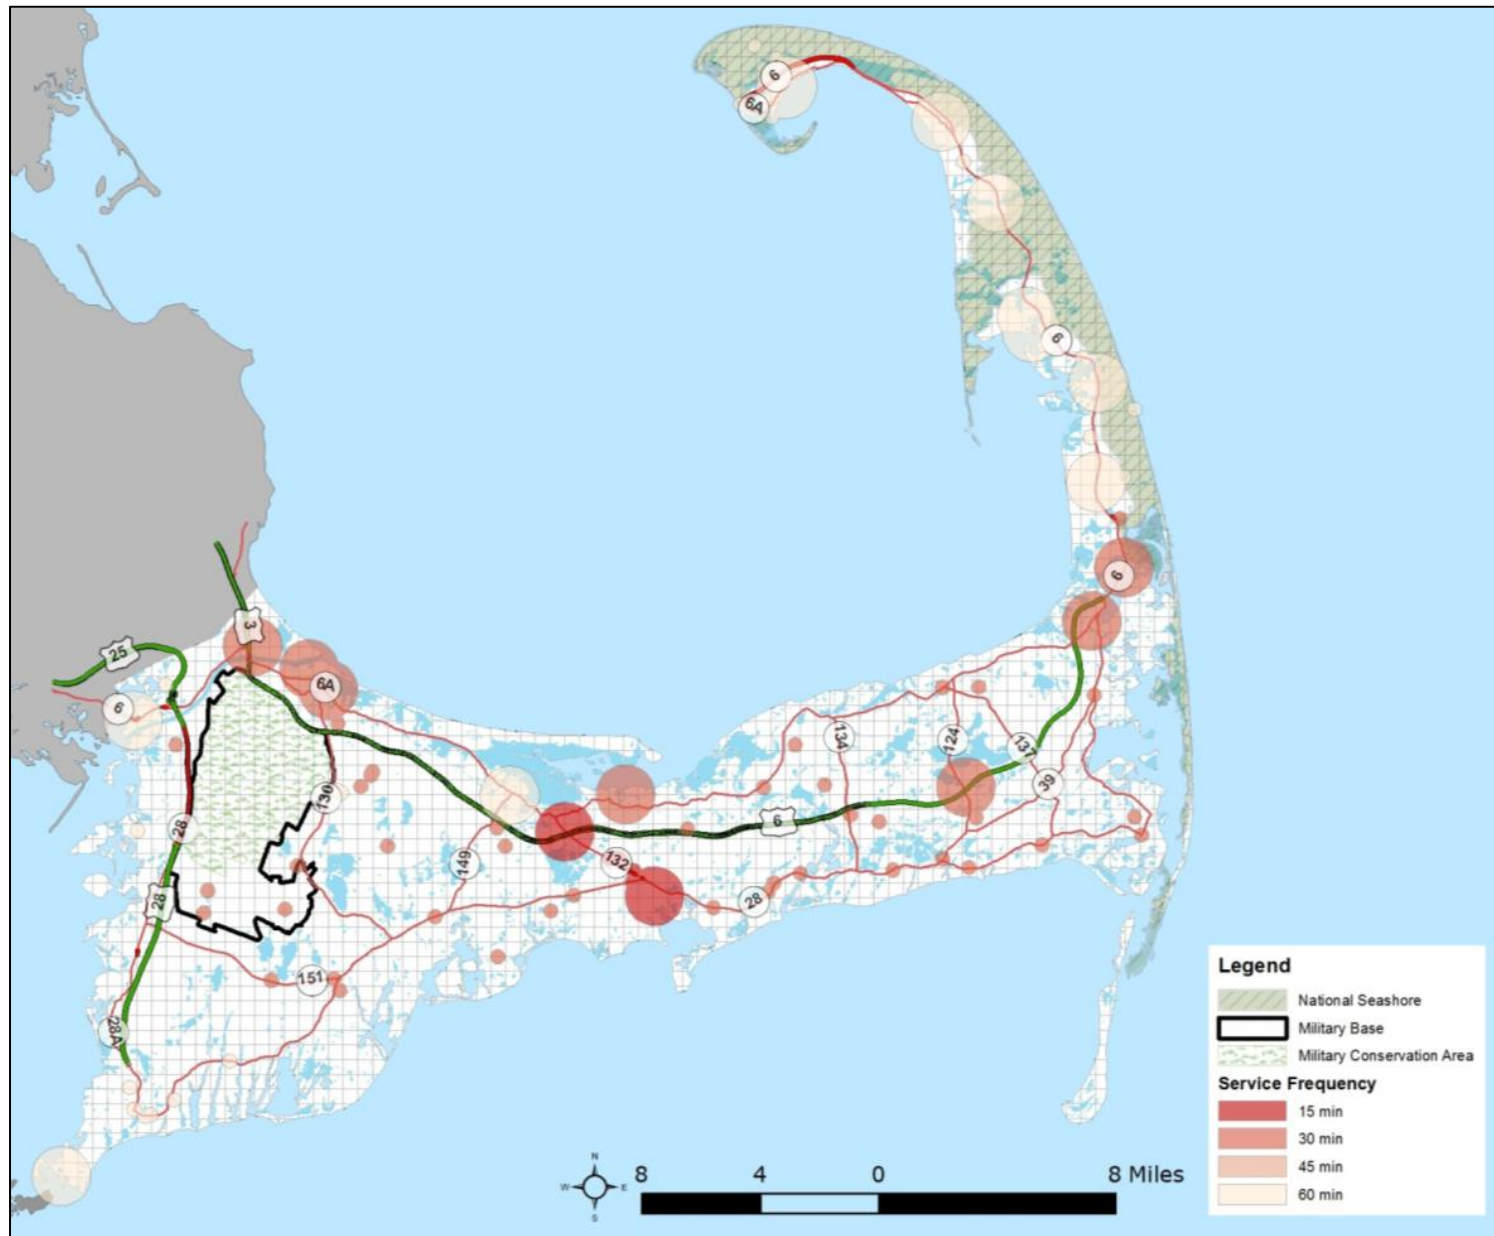 6
6A
6
6
3
25
6A
6
134
124
137
39
130
28
6
149
132
28
28
151
28A
Legend
National Seashore
Military Base
Military Conservation Area
Service Frequency
15 min
30 min
45 min
60 min
N
W E
S
8 4 0 8 Miles